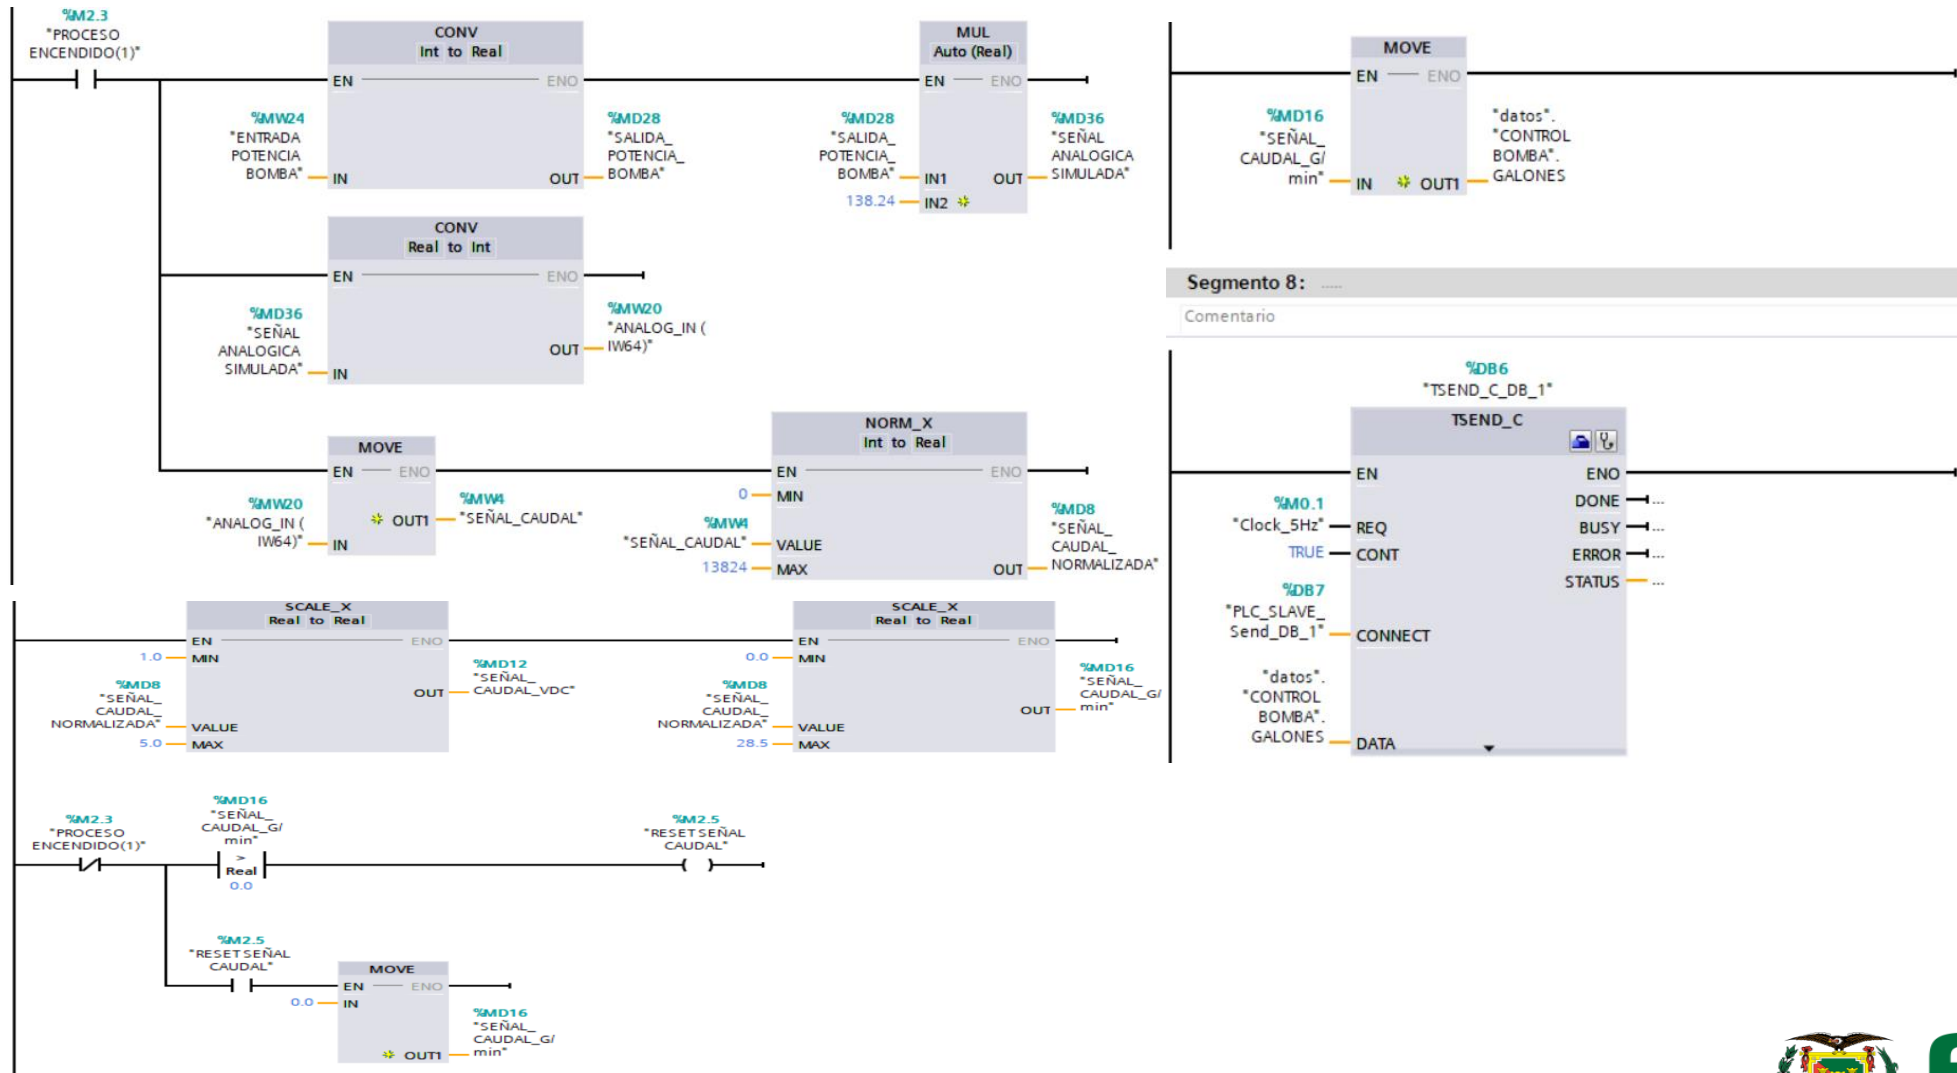 %M2.3
"PROCESO
ENCENDIDO(1)"
CONV
Int to Real
EN
ENO
%MW24
"ENTRADA
POTENCIA
BOMBA"
IN
OUT
%MD28
"SALIDA_
POTENCIA_
BOMBA"
MUL
Auto (Real)
EN
ENO
%MD28
"SALIDA_
POTENCIA_
BOMBA"
IN1
138.24
IN2
OUT
%MD36
"SEÑAL
ANALOGICA
SIMULADA"
CONV
Real to Int
EN
ENO
%MD36
"SEÑAL
ANALOGICA
SIMULADA"
IN
OUT
%MW20
"ANALOG_IN (
IW64)"
MOVE
EN
ENO
%MW20
"ANALOG_IN (
IW64)"
IN
OUT1
%MW4
"SEÑAL_CAUDAL"
NORM_X
Int to Real
EN
ENO
0
MIN
%MW4
"SEÑAL_CAUDAL"
VALUE
13824
MAX
OUT
%MD8
"SEÑAL_
CAUDAL_
NORMALIZADA"
SCALE_X
Real to Real
EN
ENO
1.0
MIN
%MD8
"SEÑAL_
CAUDAL_
NORMALIZADA"
VALUE
5.0
MAX
OUT
%MD12
"SEÑAL_
CAUDAL_VDC"
SCALE_X
Real to Real
EN
ENO
0.0
MIN
%MD8
"SEÑAL_
CAUDAL_
NORMALIZADA"
VALUE
28.5
MAX
OUT
%MD16
"SEÑAL_
CAUDAL_G/
min"
%M2.3
"PROCESO
ENCENDIDO(1)"
%MD16
"SEÑAL_
CAUDAL_G/
min"
>
Real
0.0
%M2.5
"RESET SEÑAL
CAUDAL"
%M2.5
"RESET SEÑAL
CAUDAL"
MOVE
EN
ENO
0.0
IN
OUT1
%MD16
"SEÑAL_
CAUDAL_G/
min"
MOVE
EN
ENO
%MD16
"SEÑAL_
CAUDAL_G/
min"
IN
OUT1
"datos".
"CONTROL
BOMBA".
GALONES
Segmento 8: .....
Comentario
%DB6
"TSEND_C_DB_1"
TSEND_C
EN
ENO
%M0.1
"Clock_5Hz"
REQ
TRUE
CONT
%DB7
"PLC_SLAVE_
Send_DB_1"
CONNECT
"datos".
"CONTROL
BOMBA".
GALONES
DATA
DONE
...
BUSY
...
ERROR
...
STATUS
...